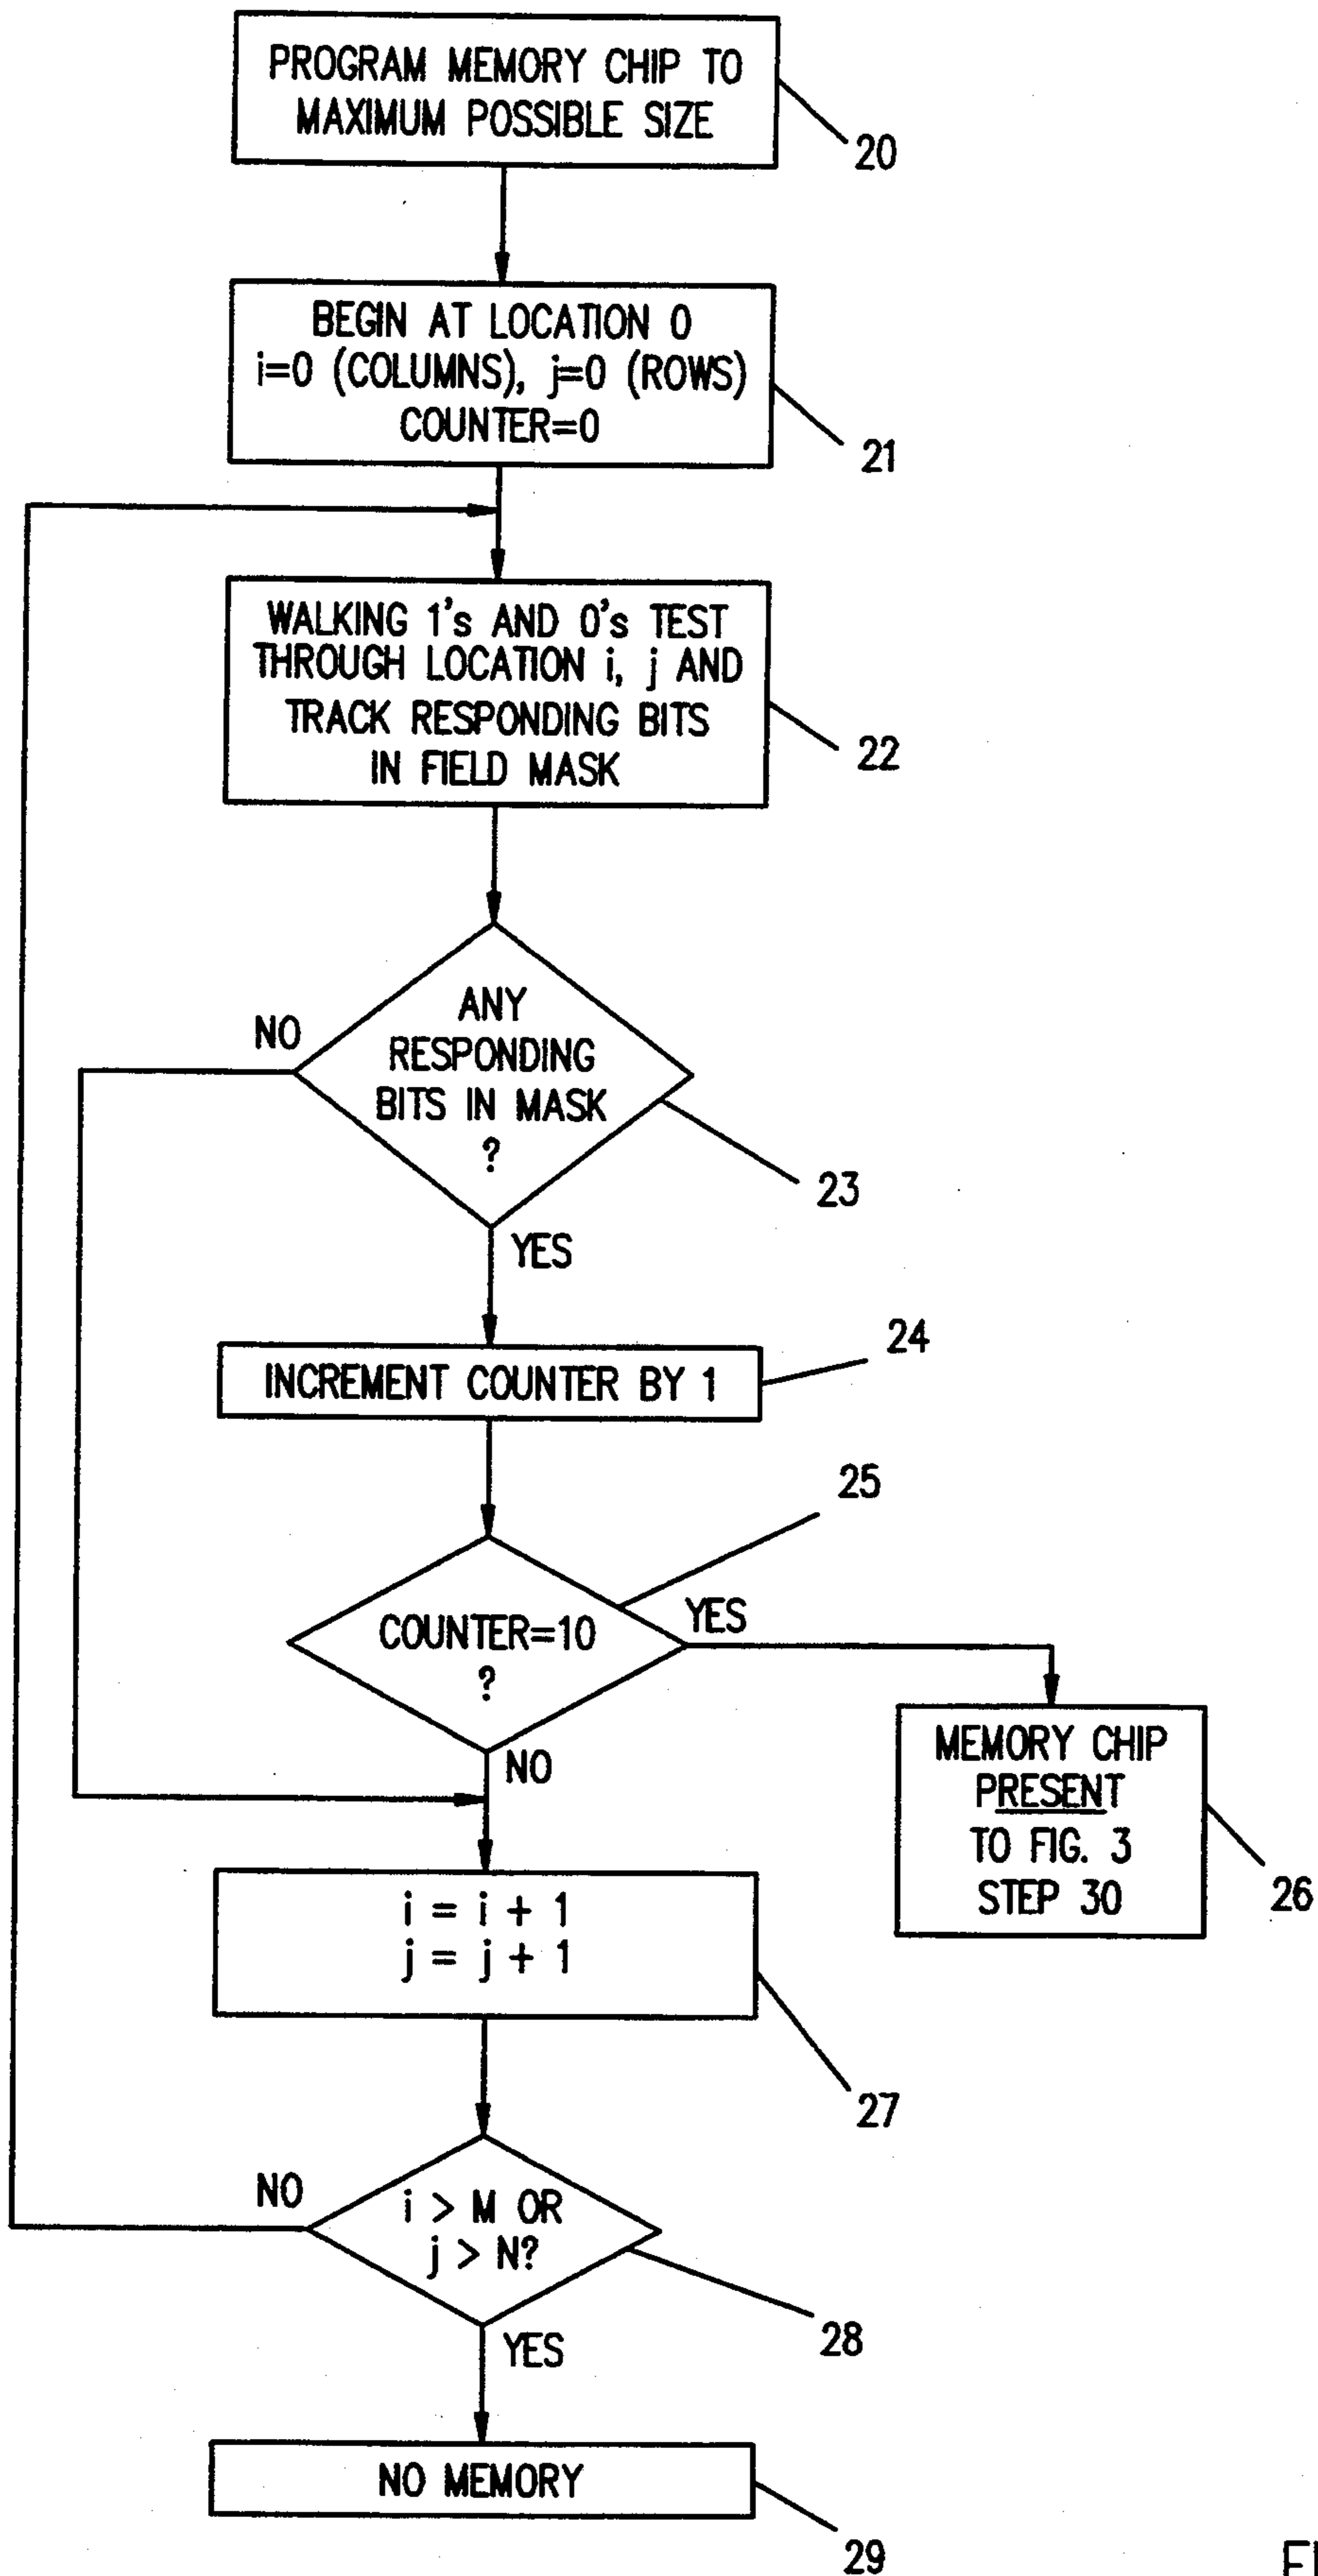 PROGRAM MEMORY CHIP TO
MAXIMUM POSSIBLE SIZE
20
BEGIN AT LOCATION 0
i=0 (COLUMNS), j=0 (ROWS)
COUNTER=0
21
WALKING 1's AND 0's TEST
THROUGH LOCATION i, j AND
TRACK RESPONDING BITS
IN FIELD MASK
22
ANY
RESPONDING
BITS IN MASK
?
NO
23
YES
24
INCREMENT COUNTER BY 1
25
COUNTER=10
?
YES
NO
MEMORY CHIP
PRESENT
TO FIG. 3
STEP 30
26
i = i + 1
j = j + 1
27
NO
i > M OR
j > N?
28
YES
NO MEMORY
29